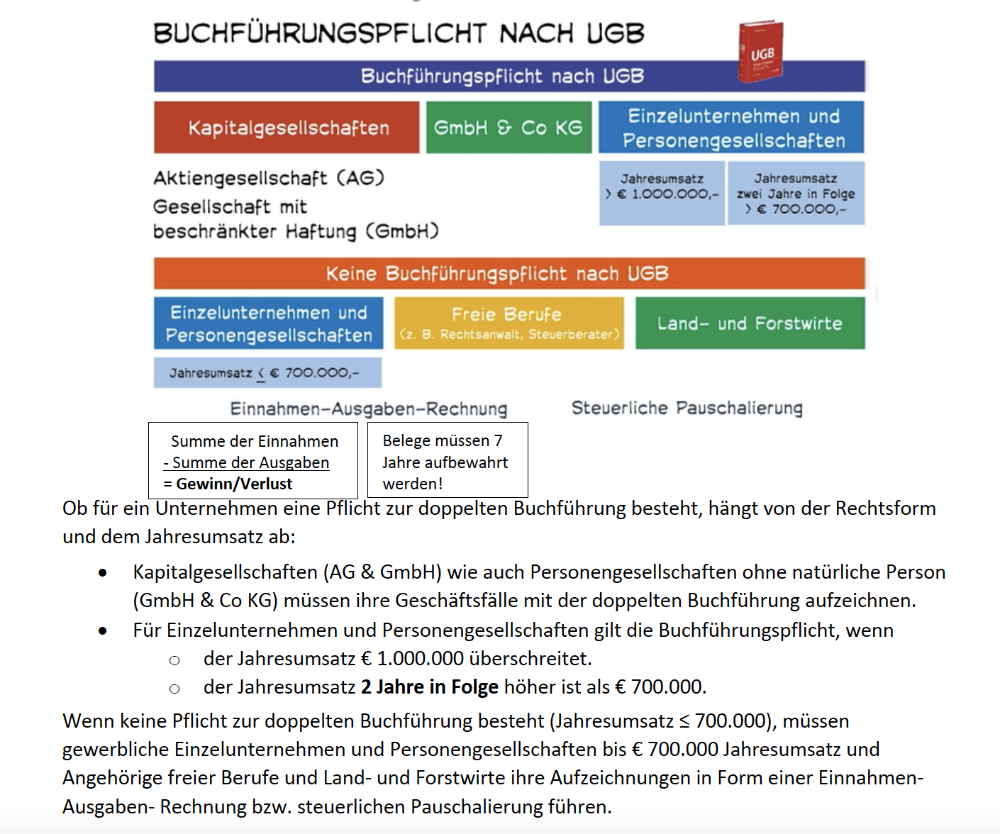 BUCHFÜHRUNGSPFLICHT NACH UGB
UGB
Buchführungspflicht nach UGB
Kapitalgesellschaften
GmbH & Co KG
Einzelunternehmen und
Personengesellschaften
Aktiengesellschaft (AG)
Gesellschaft mit
beschränkter Haftung (GmbH)
Jahresumsatz
> € 1.000.000,-
Jahresumsatz
zwei Jahre in Folge
> € 700.000,-
Keine Buchführungspflicht nach UGB
Einzelunternehmen und
Personengesellschaften
Freie Berufe
(z. B. Rechtsanwalt, Steuerberater)
Land- und Forstwirte
Jahresumsatz ≤ € 700.000,-
Einnahmen-Ausgaben-Rechnung
Steuerliche Pauschalierung
Summe der Einnahmen
- Summe der Ausgaben
= Gewinn/Verlust
Belege müssen 7
Jahre aufbewahrt
werden!
Ob für ein Unternehmen eine Pflicht zur doppelten Buchführung besteht, hängt von der Rechtsform
und dem Jahresumsatz ab:
• Kapitalgesellschaften (AG & GmbH) wie auch Personengesellschaften ohne natürliche Person
(GmbH & Co KG) müssen ihre Geschäftsfälle mit der doppelten Buchführung aufzeichnen.
• Für Einzelunternehmen und Personengesellschaften gilt die Buchführungspflicht, wenn
o der Jahresumsatz € 1.000.000 überschreitet.
o der Jahresumsatz 2 Jahre in Folge höher ist als € 700.000.
Wenn keine Pflicht zur doppelten Buchführung besteht (Jahresumsatz ≤ 700.000), müssen
gewerbliche Einzelunternehmen und Personengesellschaften bis € 700.000 Jahresumsatz und
Angehörige freier Berufe und Land- und Forstwirte ihre Aufzeichnungen in Form einer Einnahmen-
Ausgaben- Rechnung bzw. steuerlichen Pauschalierung führen.